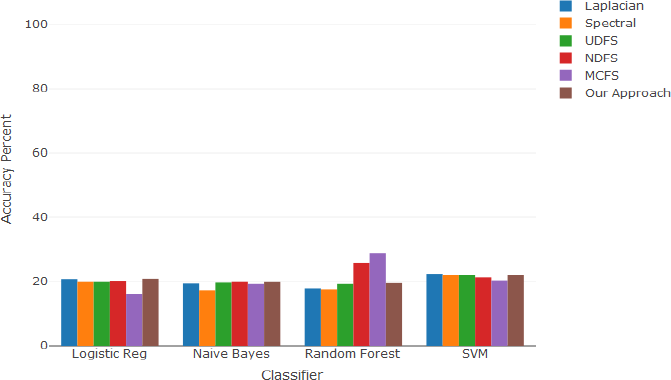 Laplacian
Spectral
UDFS
NDFS
MCFS
Our Approach
100
80
60
40
20
0
Accuracy Percent
Logistic Reg
Naive Bayes
Random Forest
SVM
Classifier